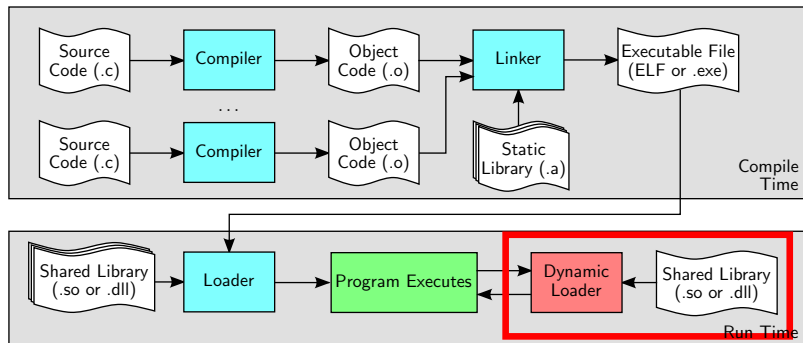 Source
Code (.c)
Compiler
Object
Code (.o)
Linker
Executable File
(ELF or .exe)
...
Source
Code (.c)
Compiler
Object
Code (.o)
Static
Library (.a)
Compile
Time
Shared Library
(.so or .dll)
Loader
Program Executes
Dynamic
Loader
Shared Library
(.so or .dll)
Run Time